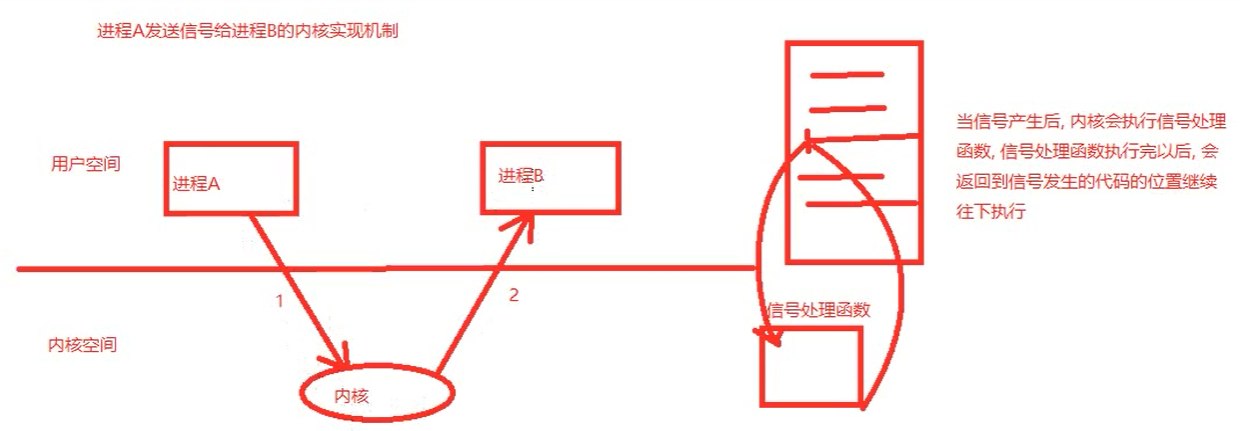 进程A发送信号给进程B的内核实现机制
用户空间
进程A
进程B
当信号产生后, 内核会执行信号处理
函数, 信号处理函数执行完以后, 会
返回到信号发生的代码的位置继续
往下执行
1
2
信号处理函数
内核空间
内核